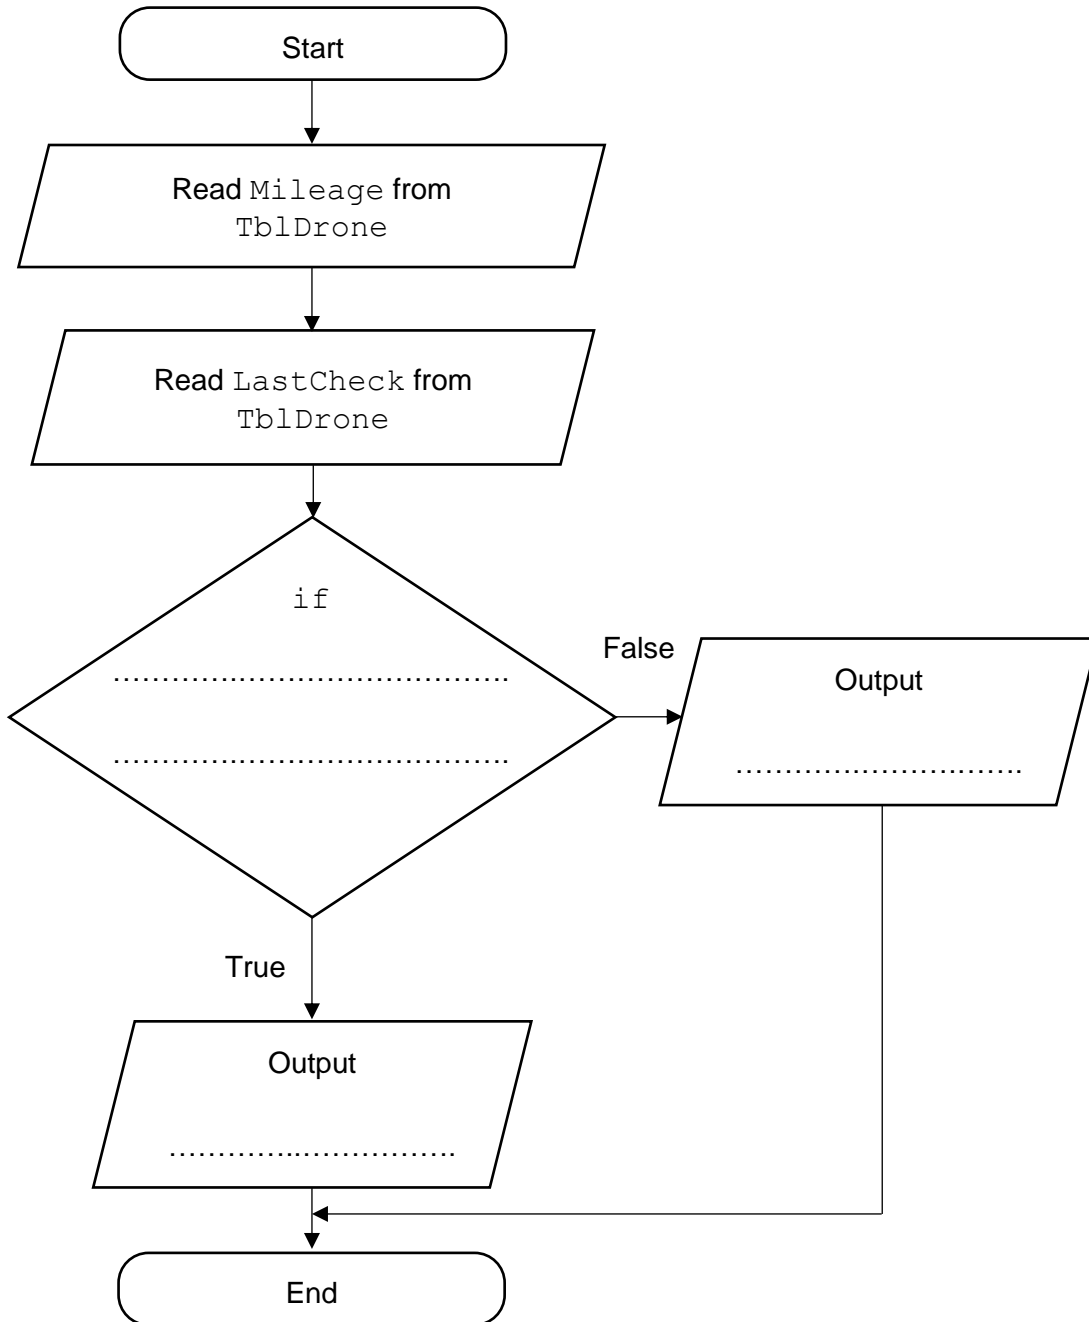 Start
Read Mileage from
TblDrone
Read LastCheck from
TblDrone
if
False
Output
………………………………………
………………………………………
……………………………
True
Output
……………………………
End